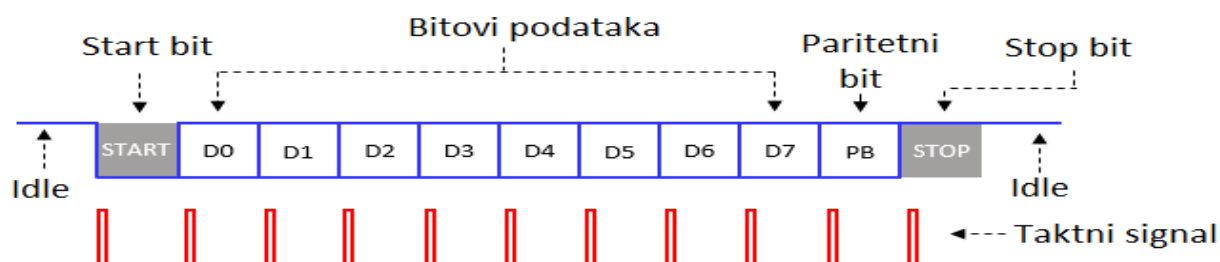 Start bit
Bitovi podataka
Paritetni
bit
Stop bit
START D0 D1 D2 D3 D4 D5 D6 D7 PB STOP
Idle
Idle
Taktni signal